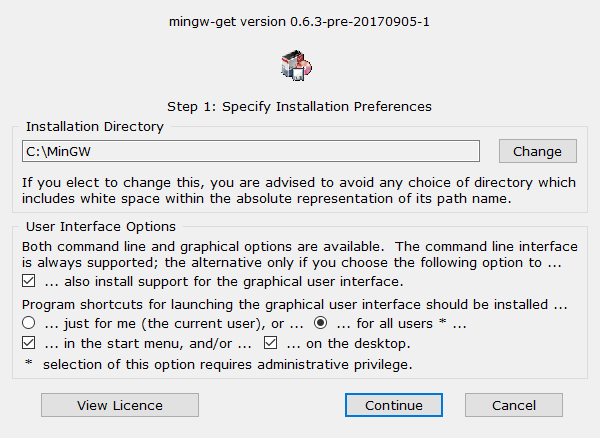 mingw-get version 0.6.3-pre-20170905-1
Step 1: Specify Installation Preferences
Installation Directory
C:\MinGW
Change
If you elect to change this, you are advised to avoid any choice of directory which
includes white space within the absolute representation of its path name.
User Interface Options
Both command line and graphical options are available.  The command line interface
is always supported; the alternative only if you choose the following option to ...
... also install support for the graphical user interface.
Program shortcuts for launching the graphical user interface should be installed ...
... just for me (the current user), or ... ... for all users * ...
... in the start menu, and/or ... ... on the desktop.
* selection of this option requires administrative privilege.
View Licence Continue Cancel